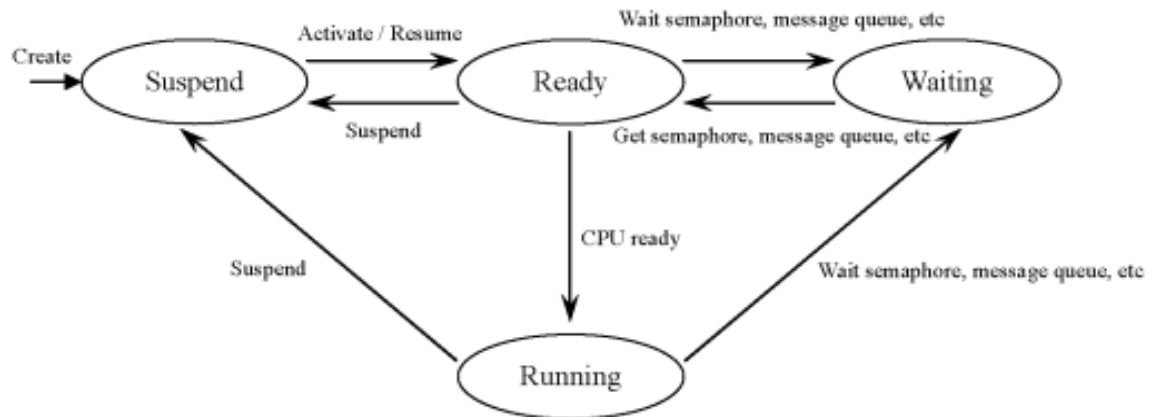 Wait semaphore, message queue, etc
Activate / Resume
Create
Suspend
Ready
Waiting
Suspend
Get semaphore, message queue, etc
CPU ready
Suspend
Wait semaphore, message queue, etc
Running